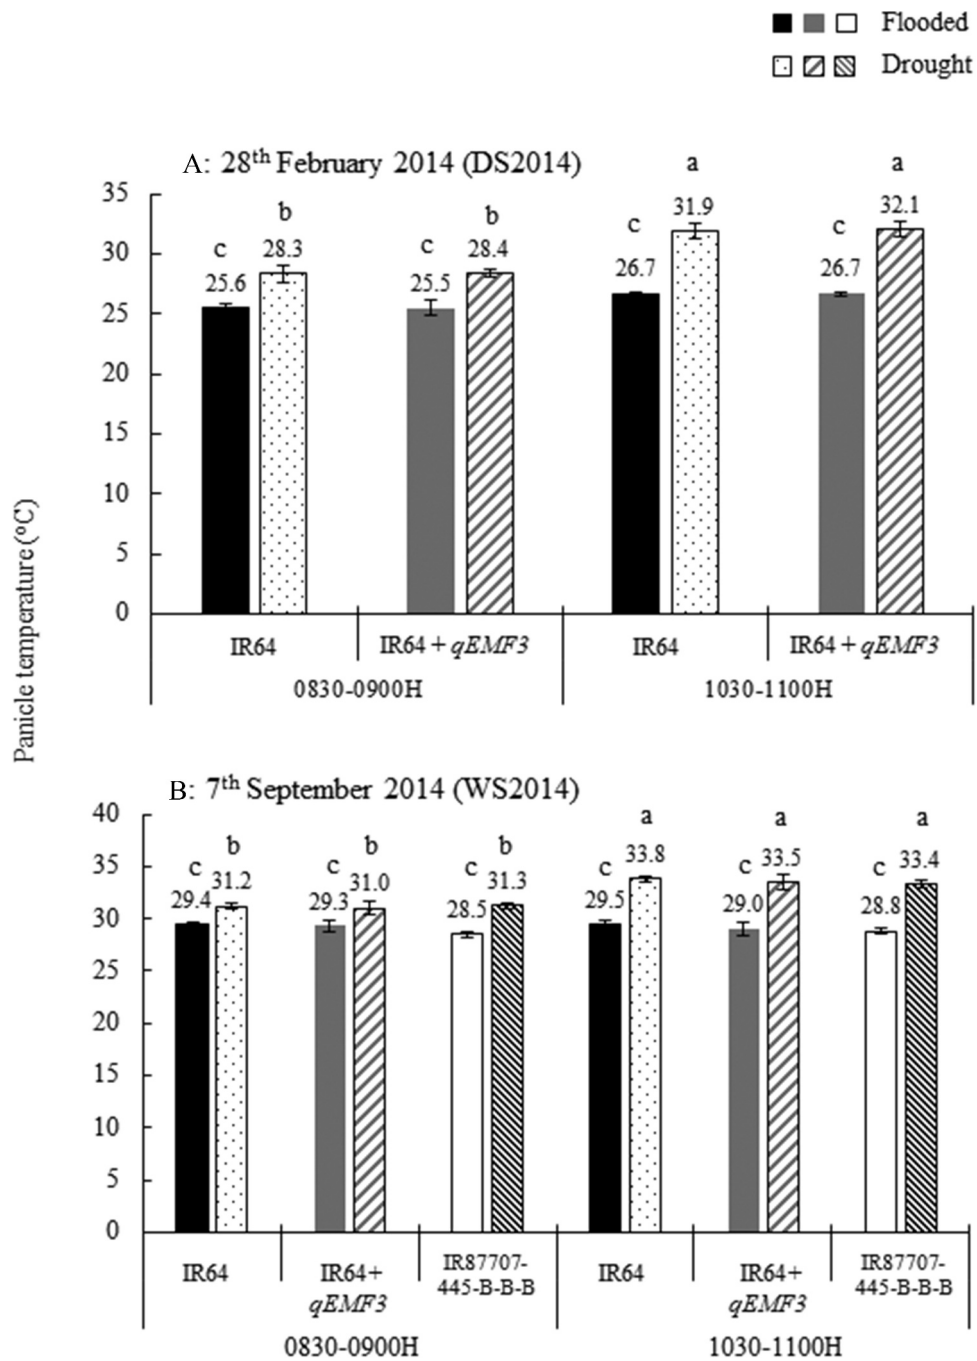 Flooded
Drought
A: 28th February 2014 (DS2014)
a a
b b
c c c c
31.9 32.1
28.3 28.4
25.6 25.5 26.7 26.7
35
30
25
20
15
10
5
0
IR64 IR64 + qEMF3 IR64 IR64 + qEMF3
0830-0900H 1030-1100H
Panicle temperature (°C)
B: 7th September 2014 (WS2014)
a a a
b b b
c c c c c c
31.2 31.0 31.3 33.8 33.5 33.4
29.4 29.3 28.5 29.5 29.0 28.8
40
35
30
25
20
15
10
5
0
IR64 IR64+ IR87707- IR64 IR64+ IR87707-
qEMF3 445-B-B-B qEMF3 445-B-B-B
0830-0900H 1030-1100H